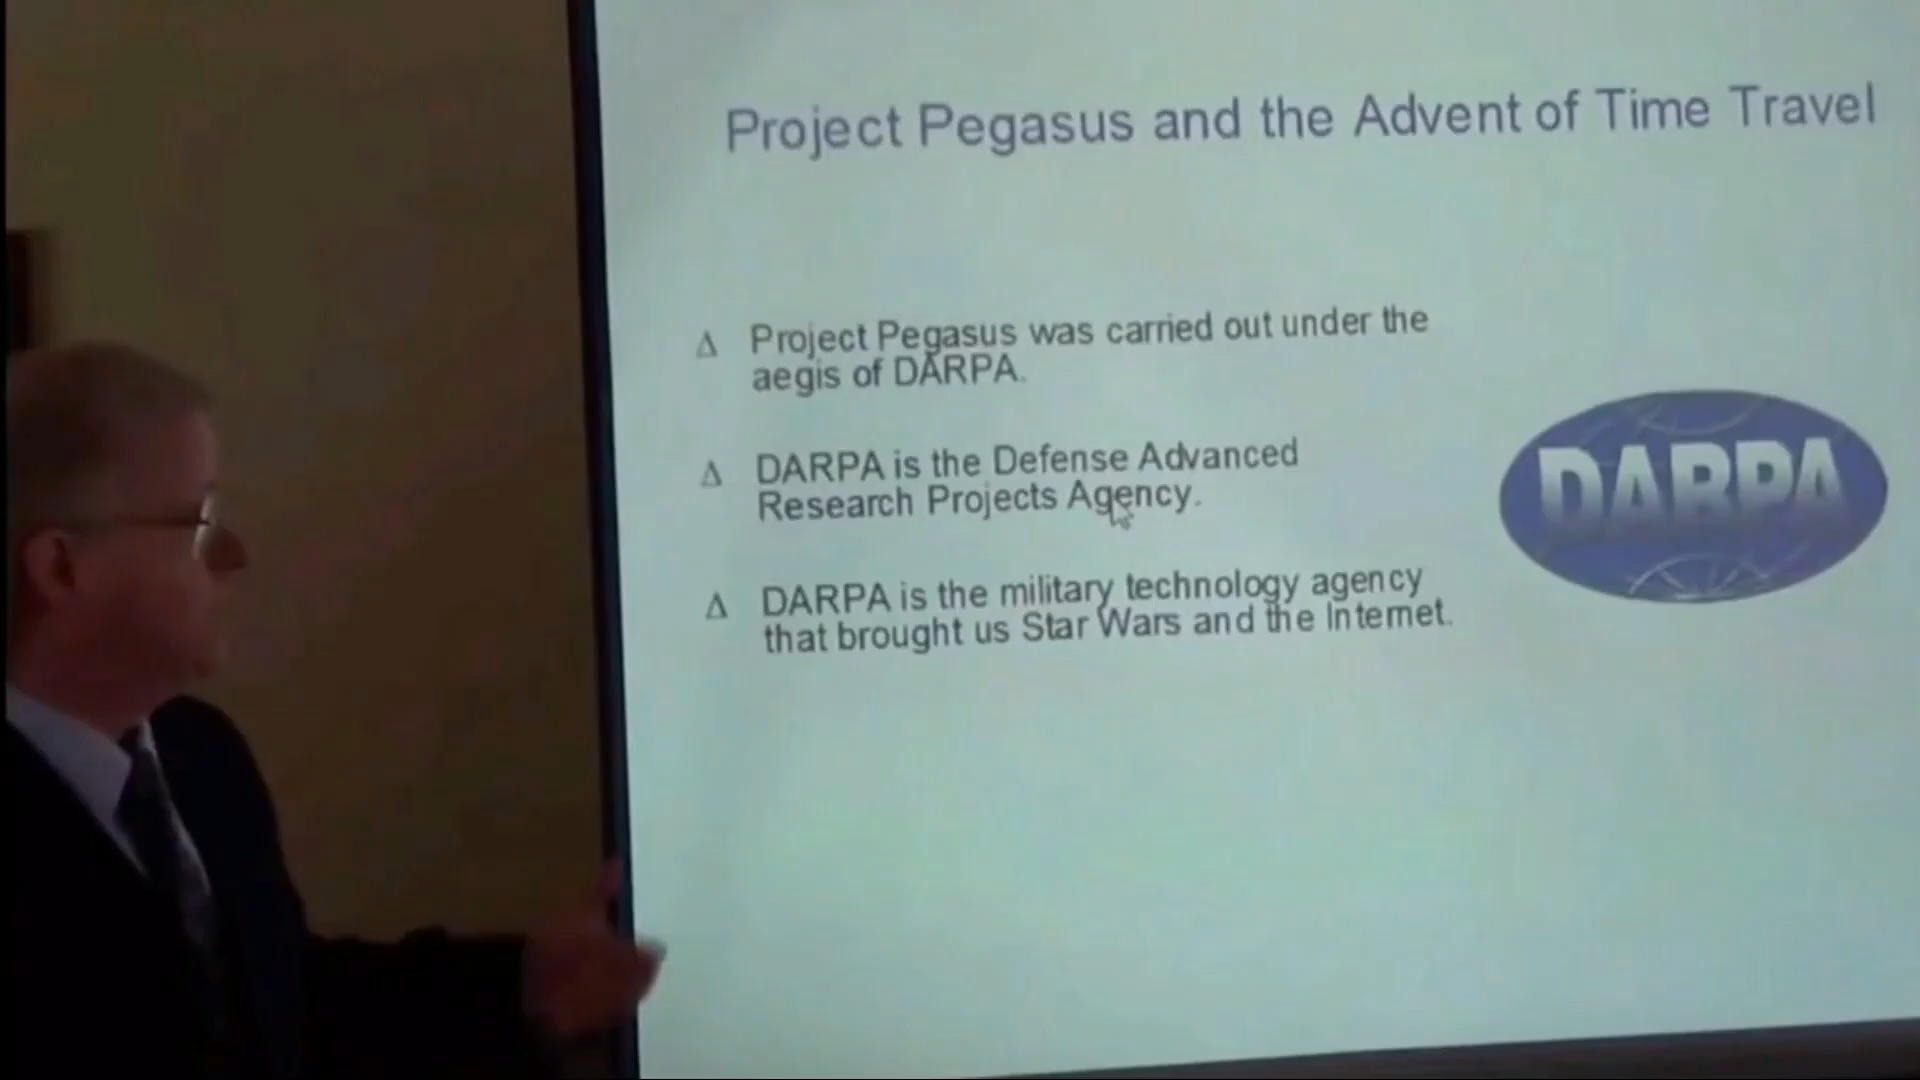 Project Pegasus and the Advent of Time Travel
Δ Project Pegasus was carried out under the
aegis of DARPA.
Δ DARPA is the Defense Advanced
Research Projects Agency.
Δ DARPA is the military technology agency
that brought us Star Wars and the Internet.
DARPA